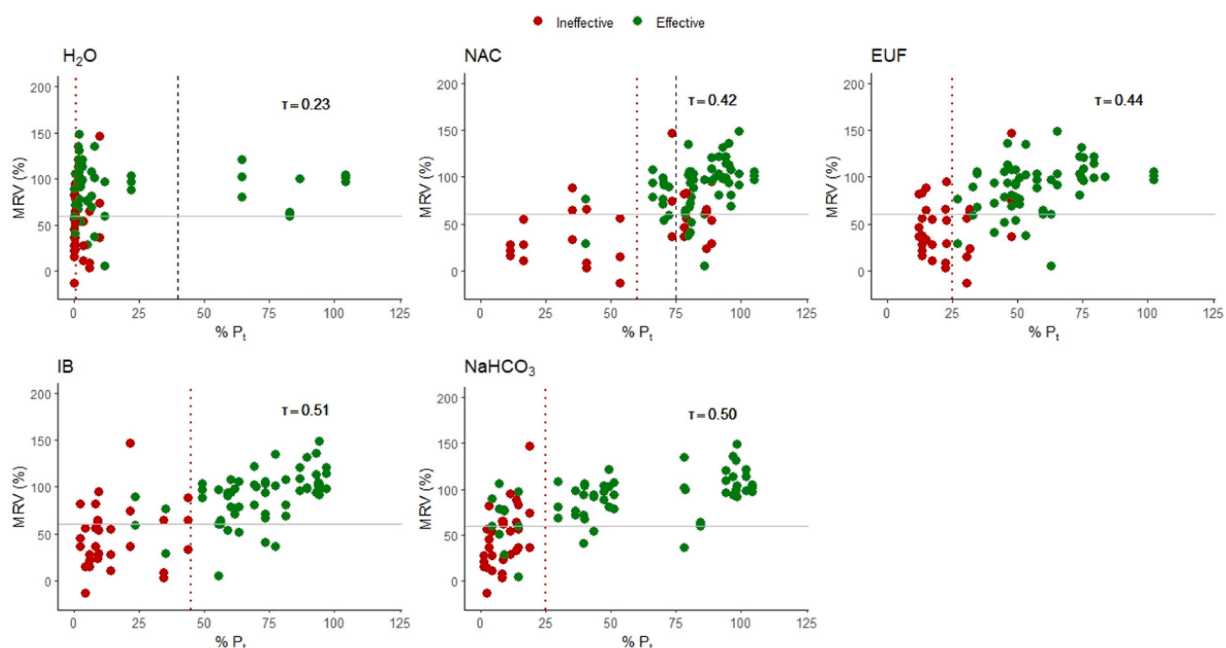 Ineffective Effective
H₂O
τ = 0.23
MRV (%)
200
150
100
50
0
0 25 50 75 100 125
% Pₜ
NAC
τ = 0.42
MRV (%)
200
150
100
50
0
0 25 50 75 100 125
% Pₜ
EUF
τ = 0.44
MRV (%)
200
150
100
50
0
0 25 50 75 100 125
% Pₜ
IB
τ = 0.51
MRV (%)
200
150
100
50
0
0 25 50 75 100 125
% Pₜ
NaHCO₃
τ = 0.50
MRV (%)
200
150
100
50
0
0 25 50 75 100 125
% Pₜ